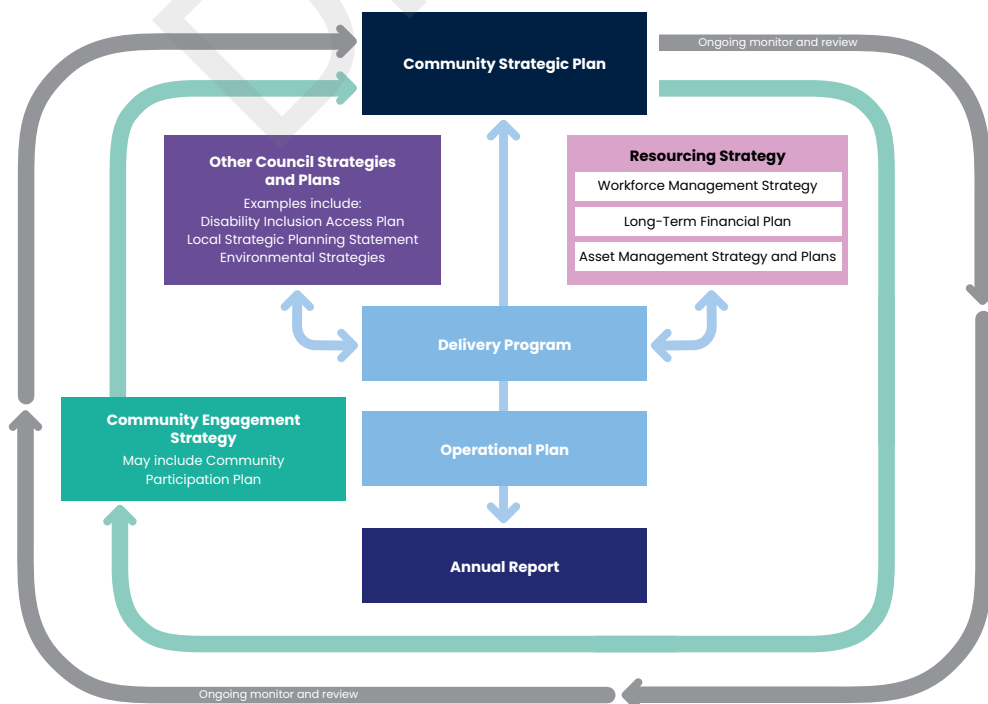 Community Strategic Plan
Ongoing monitor and review
Other Council Strategies
and Plans
Examples include:
Disability Inclusion Access Plan
Local Strategic Planning Statement
Environmental Strategies
Resourcing Strategy
Workforce Management Strategy
Long-Term Financial Plan
Asset Management Strategy and Plans
Delivery Program
Community Engagement
Strategy
May include Community
Participation Plan
Operational Plan
Annual Report
Ongoing monitor and review